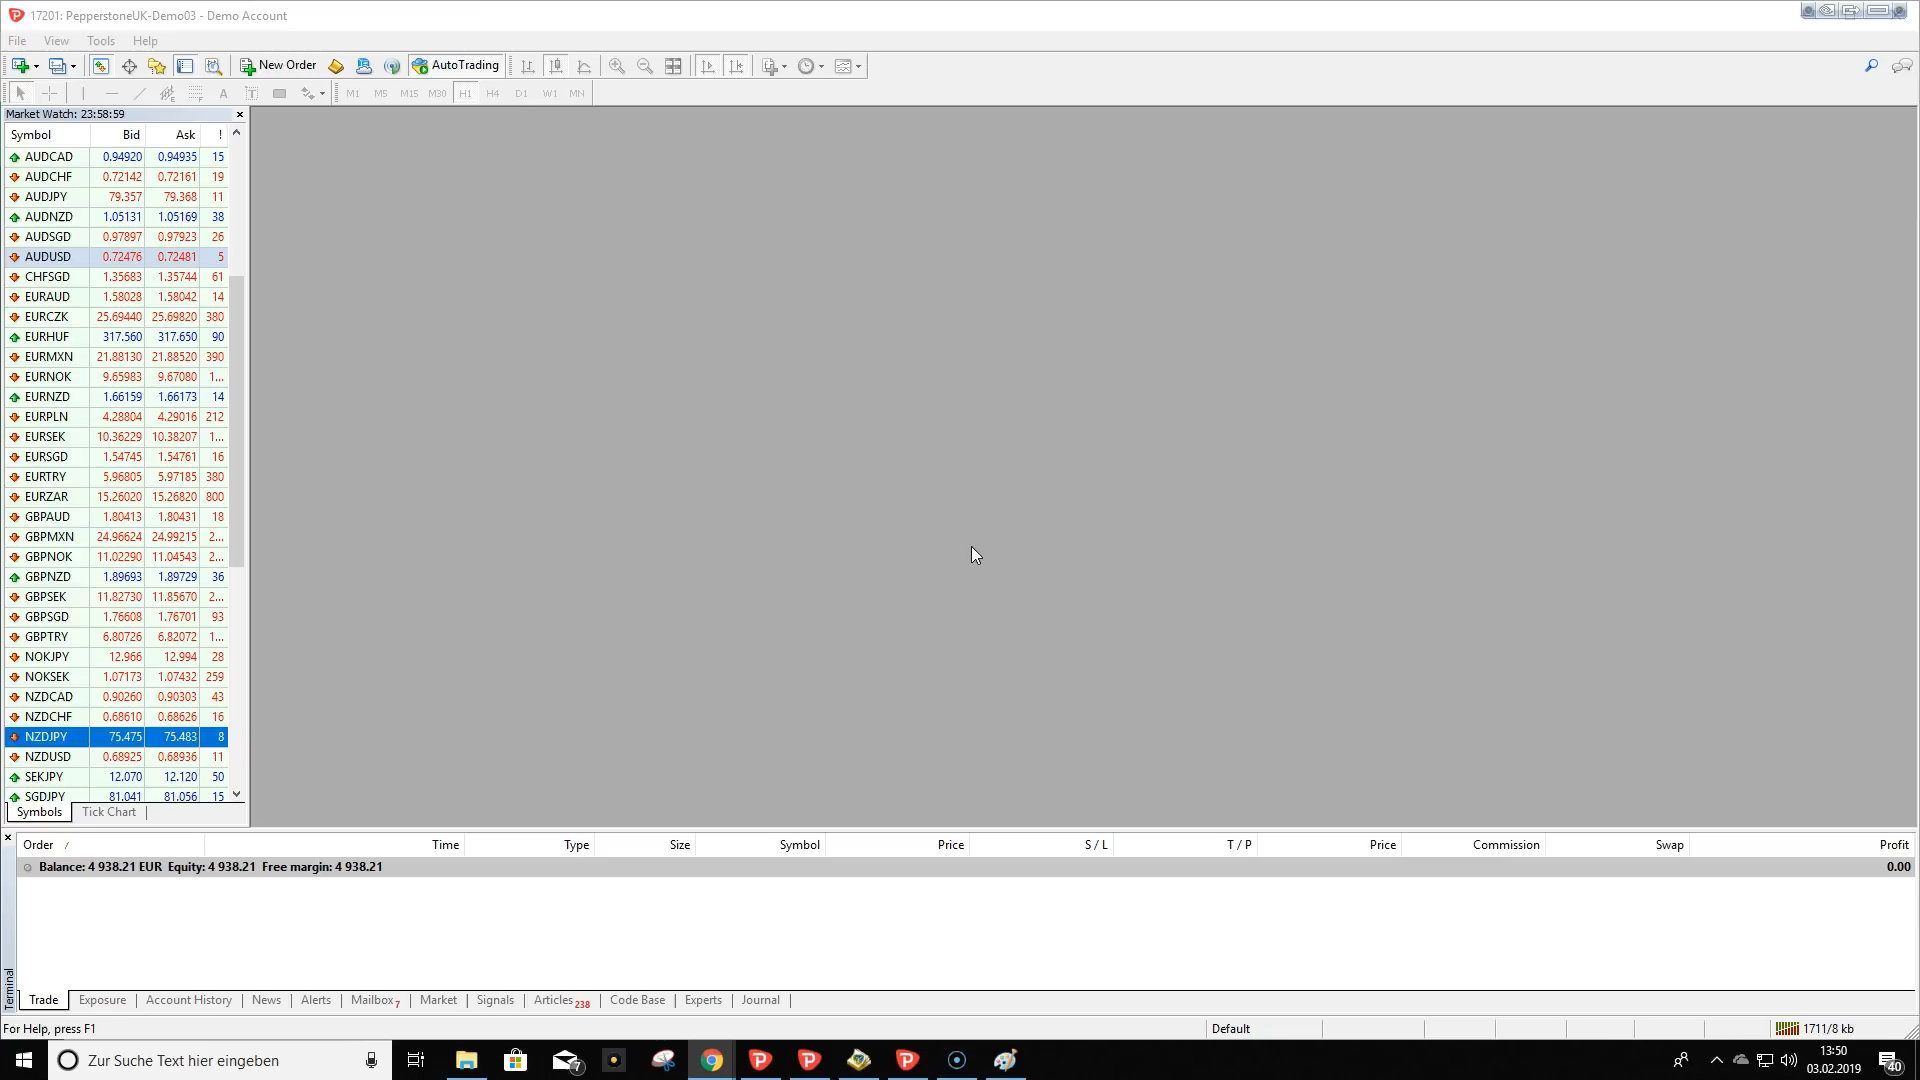 17201: PepperstoneUK-Demo03 - Demo Account
File View Tools Help
New Order AutoTrading
M1 M5 M15 M30 H1 H4 D1 W1 MN
Market Watch: 23:58:59
Symbol Bid Ask !
AUDCAD 0.94920 0.94935 15
AUDCHF 0.72142 0.72161 19
AUDJPY 79.357 79.368 11
AUDNZD 1.05131 1.05169 38
AUDSGD 0.97897 0.97923 26
AUDUSD 0.72476 0.72481 5
CHFSGD 1.35683 1.35744 61
EURAUD 1.58028 1.58042 14
EURCZK 25.69440 25.69820 380
EURHUF 317.560 317.650 90
EURMXN 21.88130 21.88520 390
EURNOK 9.65983 9.67080 1...
EURNZD 1.66159 1.66173 14
EURPLN 4.28804 4.29016 212
EURSEK 10.36229 10.38207 1...
EURSGD 1.54745 1.54761 16
EURTRY 5.96805 5.97185 380
EURZAR 15.26020 15.26820 800
GBPAUD 1.80413 1.80431 18
GBPMXN 24.96624 24.99215 2...
GBPNOK 11.02290 11.04543 2...
GBPNZD 1.89693 1.89729 36
GBPSEK 11.82730 11.85670 2...
GBPSGD 1.76608 1.76701 93
GBPTRY 6.80726 6.82072 1...
NOKJPY 12.966 12.994 28
NOKSEK 1.07173 1.07432 259
NZDCAD 0.90260 0.90303 43
NZDCHF 0.68610 0.68626 16
NZDJPY 75.475 75.483 8
NZDUSD 0.68925 0.68936 11
SEKJPY 12.070 12.120 50
SGDJPY 81.041 81.056 15
Symbols Tick Chart
Order / Time Type Size Symbol Price S / L T / P Price Commission Swap Profit
Balance: 4 938.21 EUR Equity: 4 938.21 Free margin: 4 938.21 0.00
Terminal
Trade Exposure Account History News Alerts Mailbox 7 Market Signals Articles 238 Code Base Experts Journal
For Help, press F1 Default 1711/8 kb
Zur Suche Text hier eingeben 7 13:50 40
03.02.2019